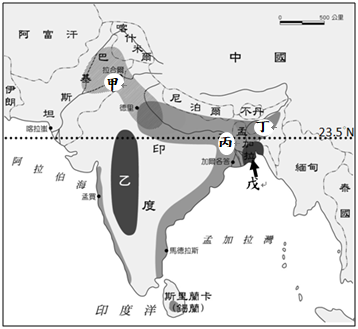 0 500 公里
阿富汗
喀什米爾
中國
巴基斯坦
拉合爾
甲
伊朗
德里
尼泊爾
不丹
丁
喀拉蚩
23.5 N
丙
孟加拉
印度
加爾各答
乙
戊
緬甸
泰國
阿拉伯海
孟買
孟加拉灣
馬德拉斯
斯里蘭卡
(錫蘭)
印度洋